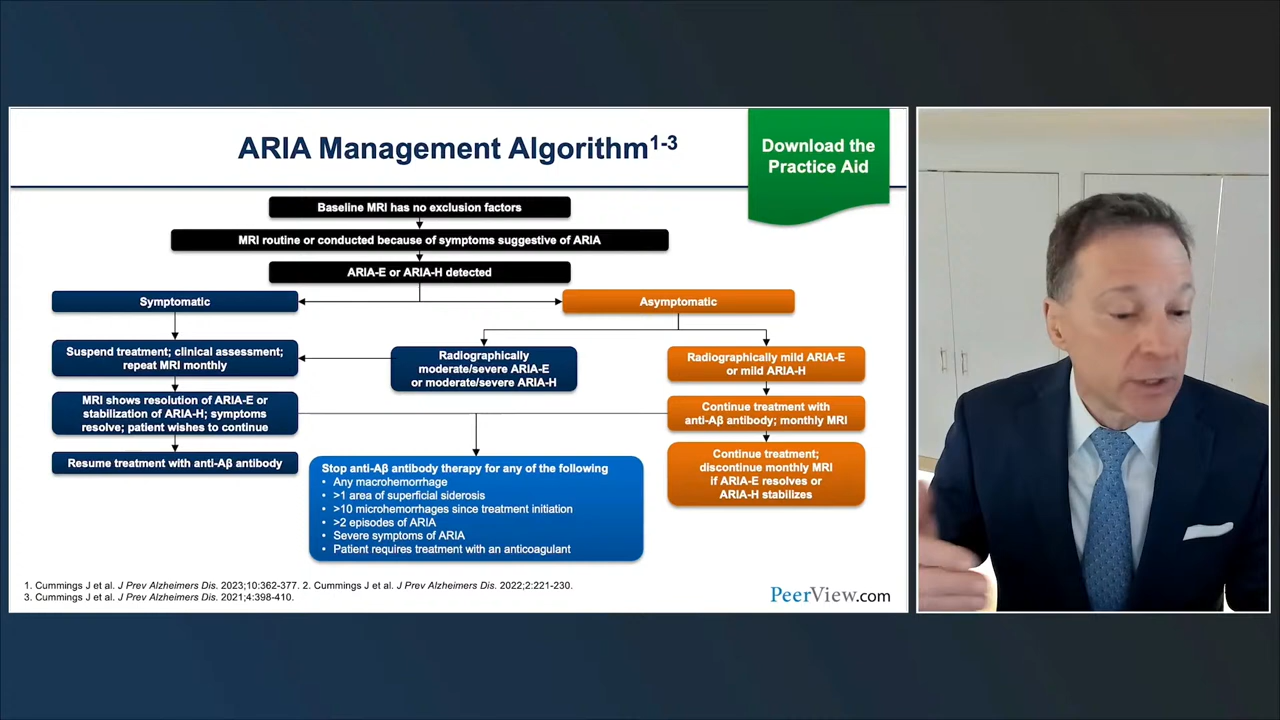 ARIA Management Algorithm1-3
Download the
Practice Aid
Baseline MRI has no exclusion factors
MRI routine or conducted because of symptoms suggestive of ARIA
ARIA-E or ARIA-H detected
Symptomatic
Asymptomatic
Suspend treatment; clinical assessment;
repeat MRI monthly
Radiographically
moderate/severe ARIA-E
or moderate/severe ARIA-H
Radiographically mild ARIA-E
or mild ARIA-H
MRI shows resolution of ARIA-E or
stabilization of ARIA-H; symptoms
resolve; patient wishes to continue
Continue treatment with
anti-Aβ antibody; monthly MRI
Resume treatment with anti-Aβ antibody
Stop anti-Aβ antibody therapy for any of the following
• Any macrohemorrhage
• >1 area of superficial siderosis
• >10 microhemorrhages since treatment initiation
• >2 episodes of ARIA
• Severe symptoms of ARIA
• Patient requires treatment with an anticoagulant
Continue treatment;
discontinue monthly MRI
if ARIA-E resolves or
ARIA-H stabilizes
1. Cummings J et al. J Prev Alzheimers Dis. 2023;10:362-377. 2. Cummings J et al. J Prev Alzheimers Dis. 2022;2:221-230.
3. Cummings J et al. J Prev Alzheimers Dis. 2021;4:398-410.
PeerView.com